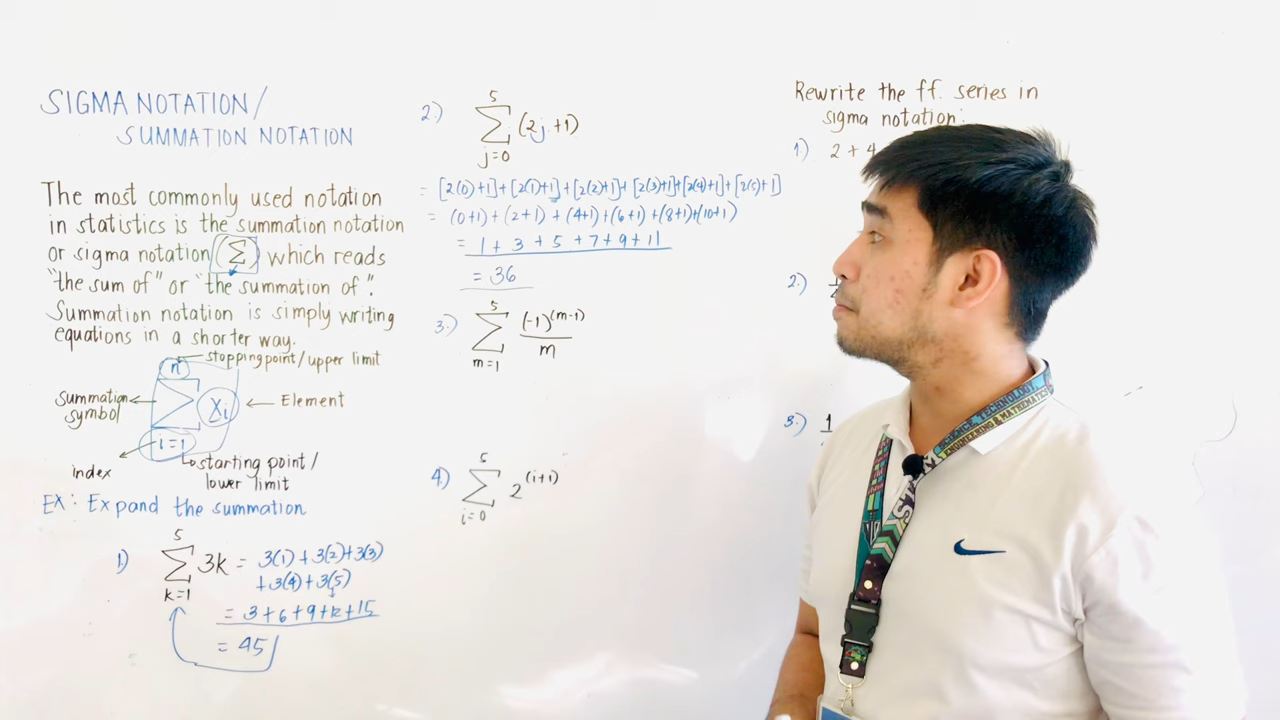 SIGMA NOTATION/
SUMMATION NOTATION
The most commonly used notation
in statistics is the summation notation
or sigma notation (Σ) which reads
"the sum of" or "the summation of".
Summation notation is simply writing
equations in a shorter way.
n
stopping point/upper limit
Summation
symbol
Σ
Xi
Element
i=1
index
starting point/
lower limit
EX: Expand the summation
1.)
5
Σ 3k = 3(1)+3(2)+3(3)
k=1
+3(4)+3(5)
= 3+6+9+12+15
= 45
2.)
5
Σ (2j+1)
j=0
= [2(0)+1]+[2(1)+1]+[2(2)+1]+[2(3)+1]+[2(4)+1]+[2(5)+1]
= (0+1)+(2+1)+(4+1)+(6+1)+(8+1)+(10+1)
= 1+3+5+7+9+11
= 36
3.)
5
Σ (-1)^(m-1)/m
m=1
4.)
5
Σ 2^(i+1)
i=0
Rewrite the ff. series in
sigma notation:
1.) 2 + 4
2.)
3.) 1
SCIENCE, TECHNOLOGY,
ENGINEERING & MATHEMATICS